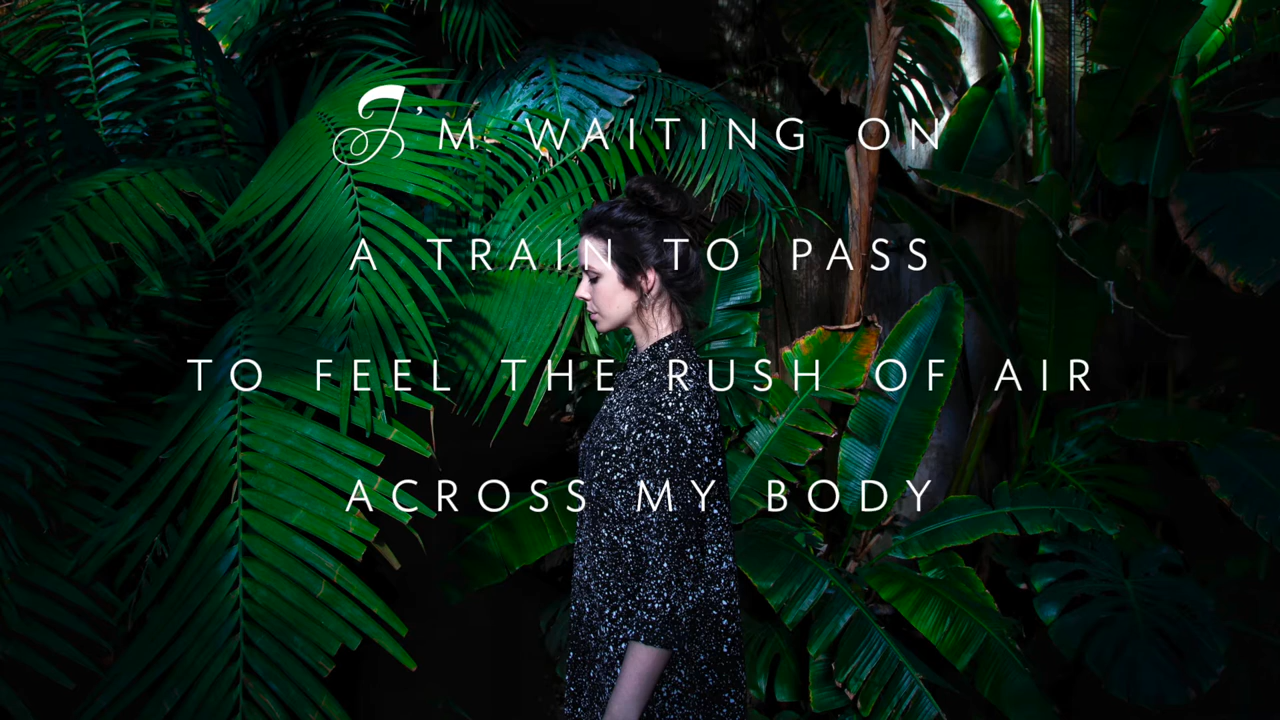 I'M WAITING ON
A TRAIN TO PASS
TO FEEL THE RUSH OF AIR
ACROSS MY BODY